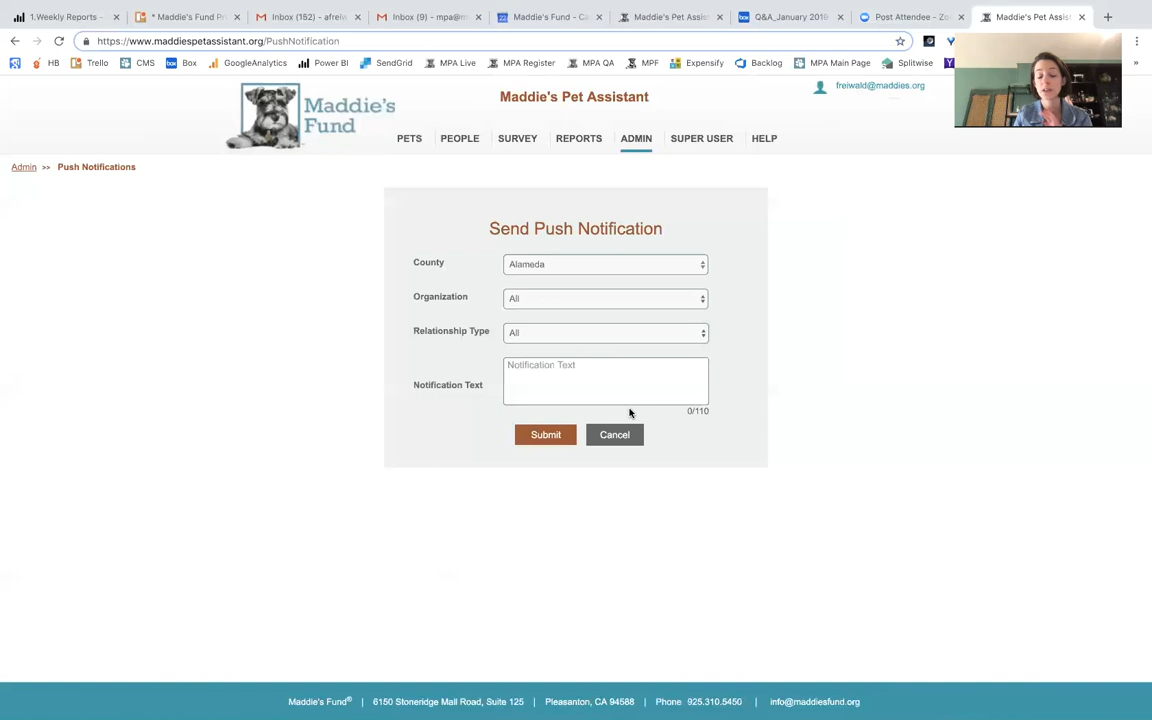 1.Weekly Reports -
* Maddie's Fund Pr
Inbox (152) - afreiw
Inbox (9) - mpa@m
Maddie's Fund - Ca
Maddie's Pet Assis
Q&A_January 2019
Post Attendee - Zo
Maddie's Pet Assist
https://www.maddiespetassistant.org/PushNotification
HB
Trello
CMS
Box
GoogleAnalytics
Power BI
SendGrid
MPA Live
MPA Register
MPA QA
MPF
Expensify
Backlog
MPA Main Page
Splitwise
»
Maddie's
Fund
Maddie's Pet Assistant
freiwald@maddies.org
PETS PEOPLE SURVEY REPORTS ADMIN SUPER USER HELP
Admin >> Push Notifications
Send Push Notification
County Alameda
Organization All
Relationship Type All
Notification Text Notification Text
0/110
Submit Cancel
Maddie's Fund® | 6150 Stoneridge Mall Road, Suite 125 | Pleasanton, CA 94588 | Phone 925.310.5450 | info@maddiesfund.org